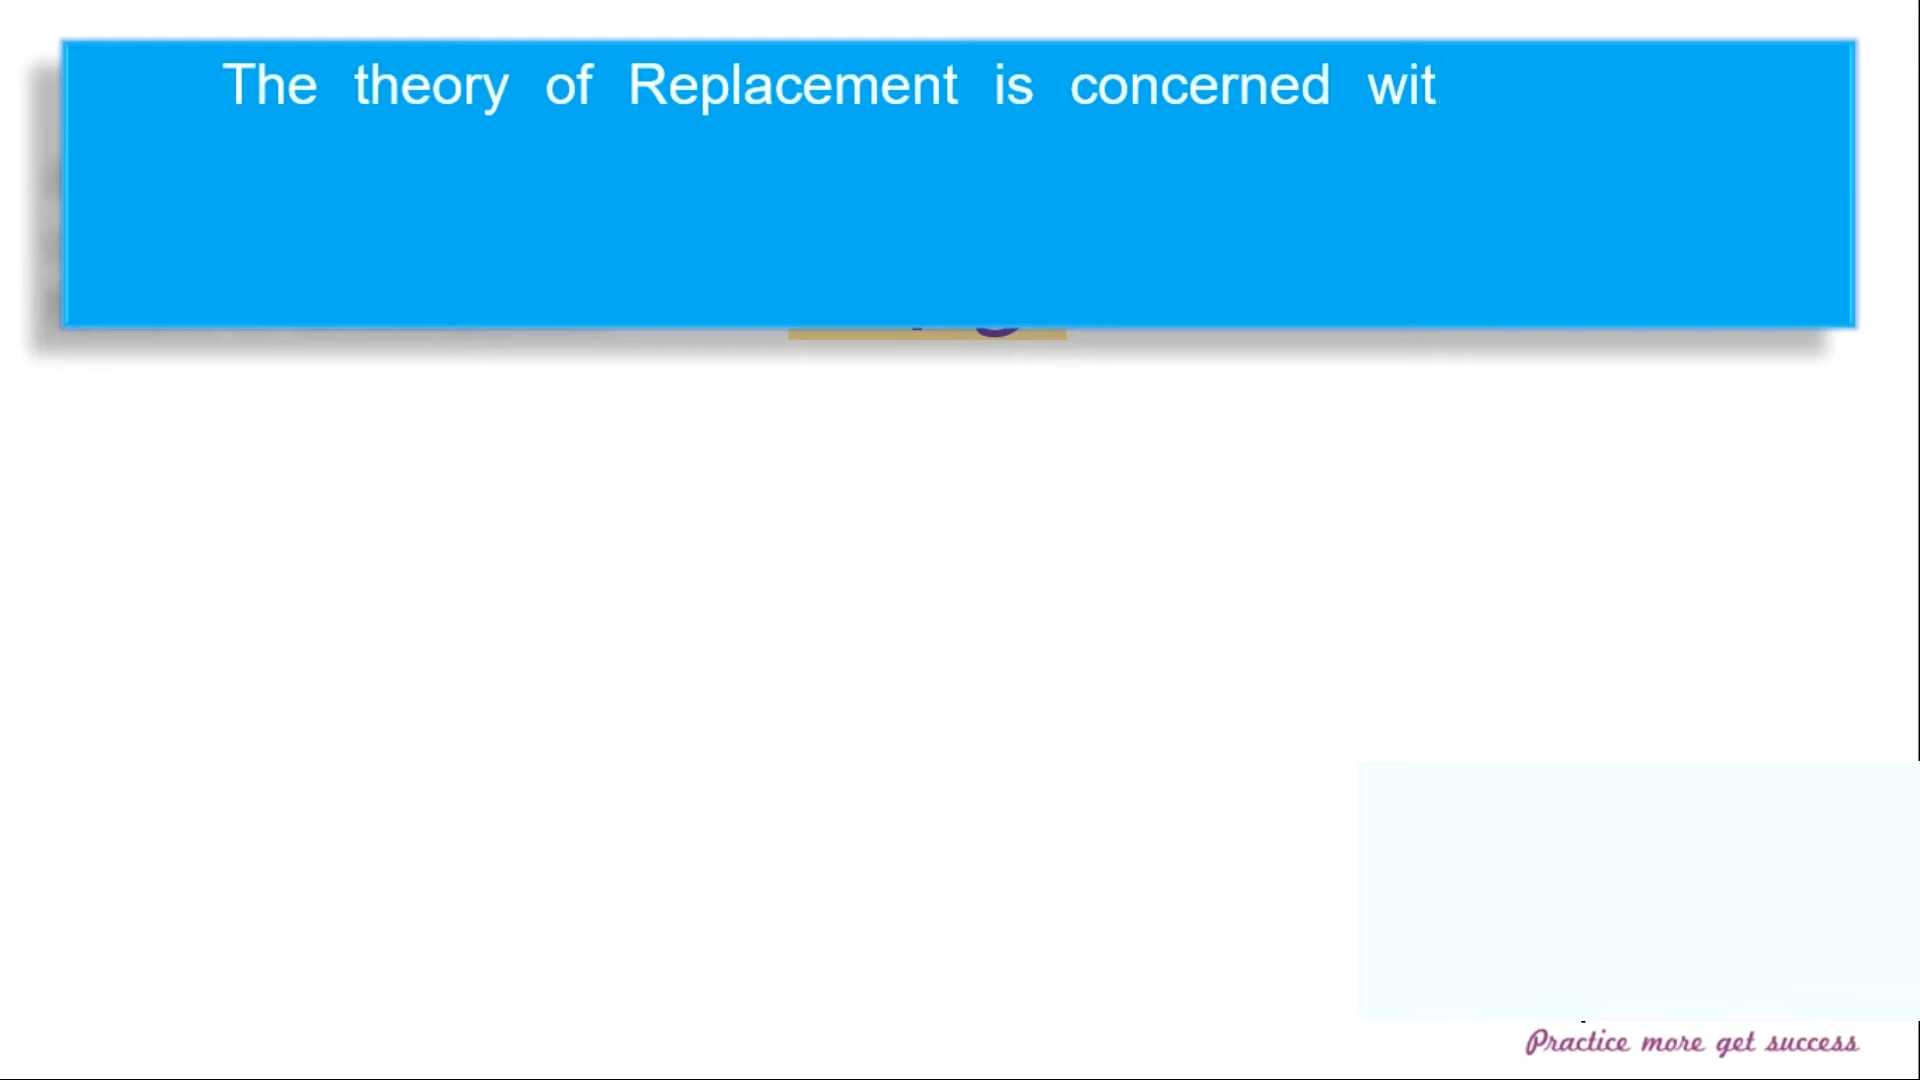 The theory of Replacement is concerned wit
Practice more get success